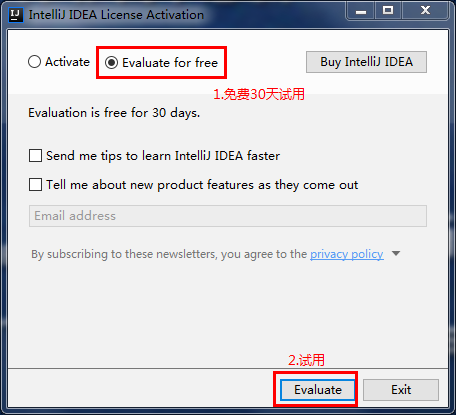 IntelliJ IDEA License Activation
Activate
Evaluate for free
Buy IntelliJ IDEA
1.免费30天试用
Evaluation is free for 30 days.
Send me tips to learn IntelliJ IDEA faster
Tell me about new product features as they come out
Email address
By subscribing to these newsletters, you agree to the privacy policy
2.试用
Evaluate
Exit